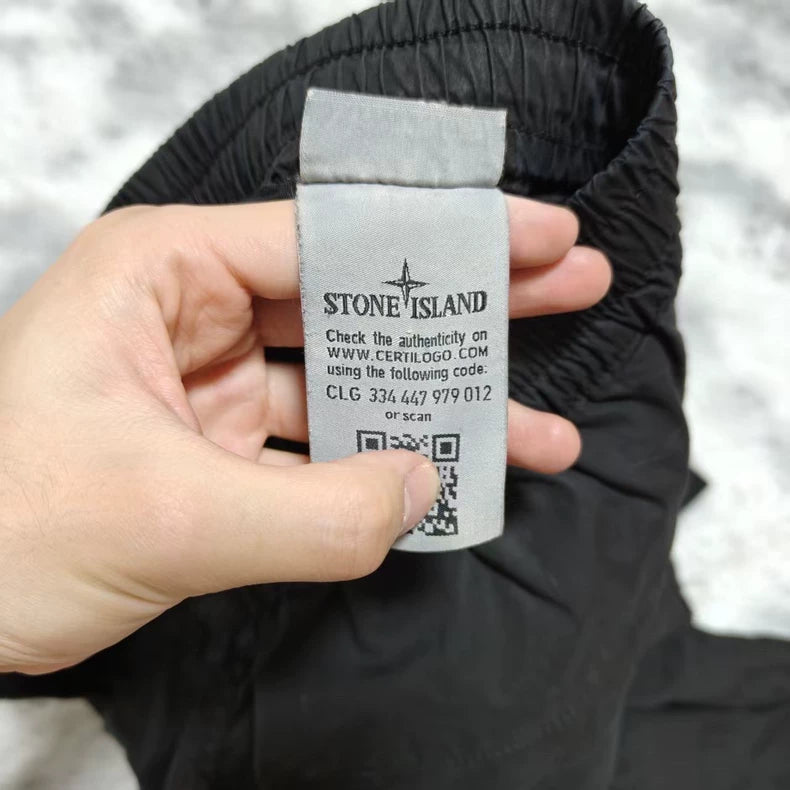 STONE ISLAND
Check the authenticity on
WWW.CERTILOGO.COM
using the following code:
CLG 334 447 979 012
or scan